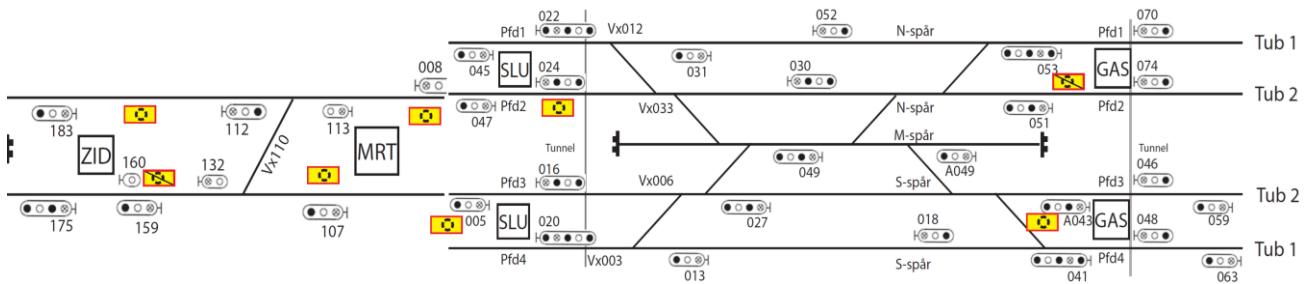 022 Vx012 052 070
Pfd1 N-spår Pfd1
Tub 1
008 045 SLU 024 031 030 053 GAS 074
Tub 2
183 112 113 047 Pfd2 Vx033 N-spår 051 Pfd2
M-spår
ZID Vx110 MRT Tunnel Tunnel
160 132 016 049 A049 046
Pfd3 Vx006 S-spår Pfd3
Tub 2
175 159 107 005 SLU 020 027 018 A043 GAS 048 059
Tub 1
Pfd4 Vx003 013 S-spår 041 Pfd4 063